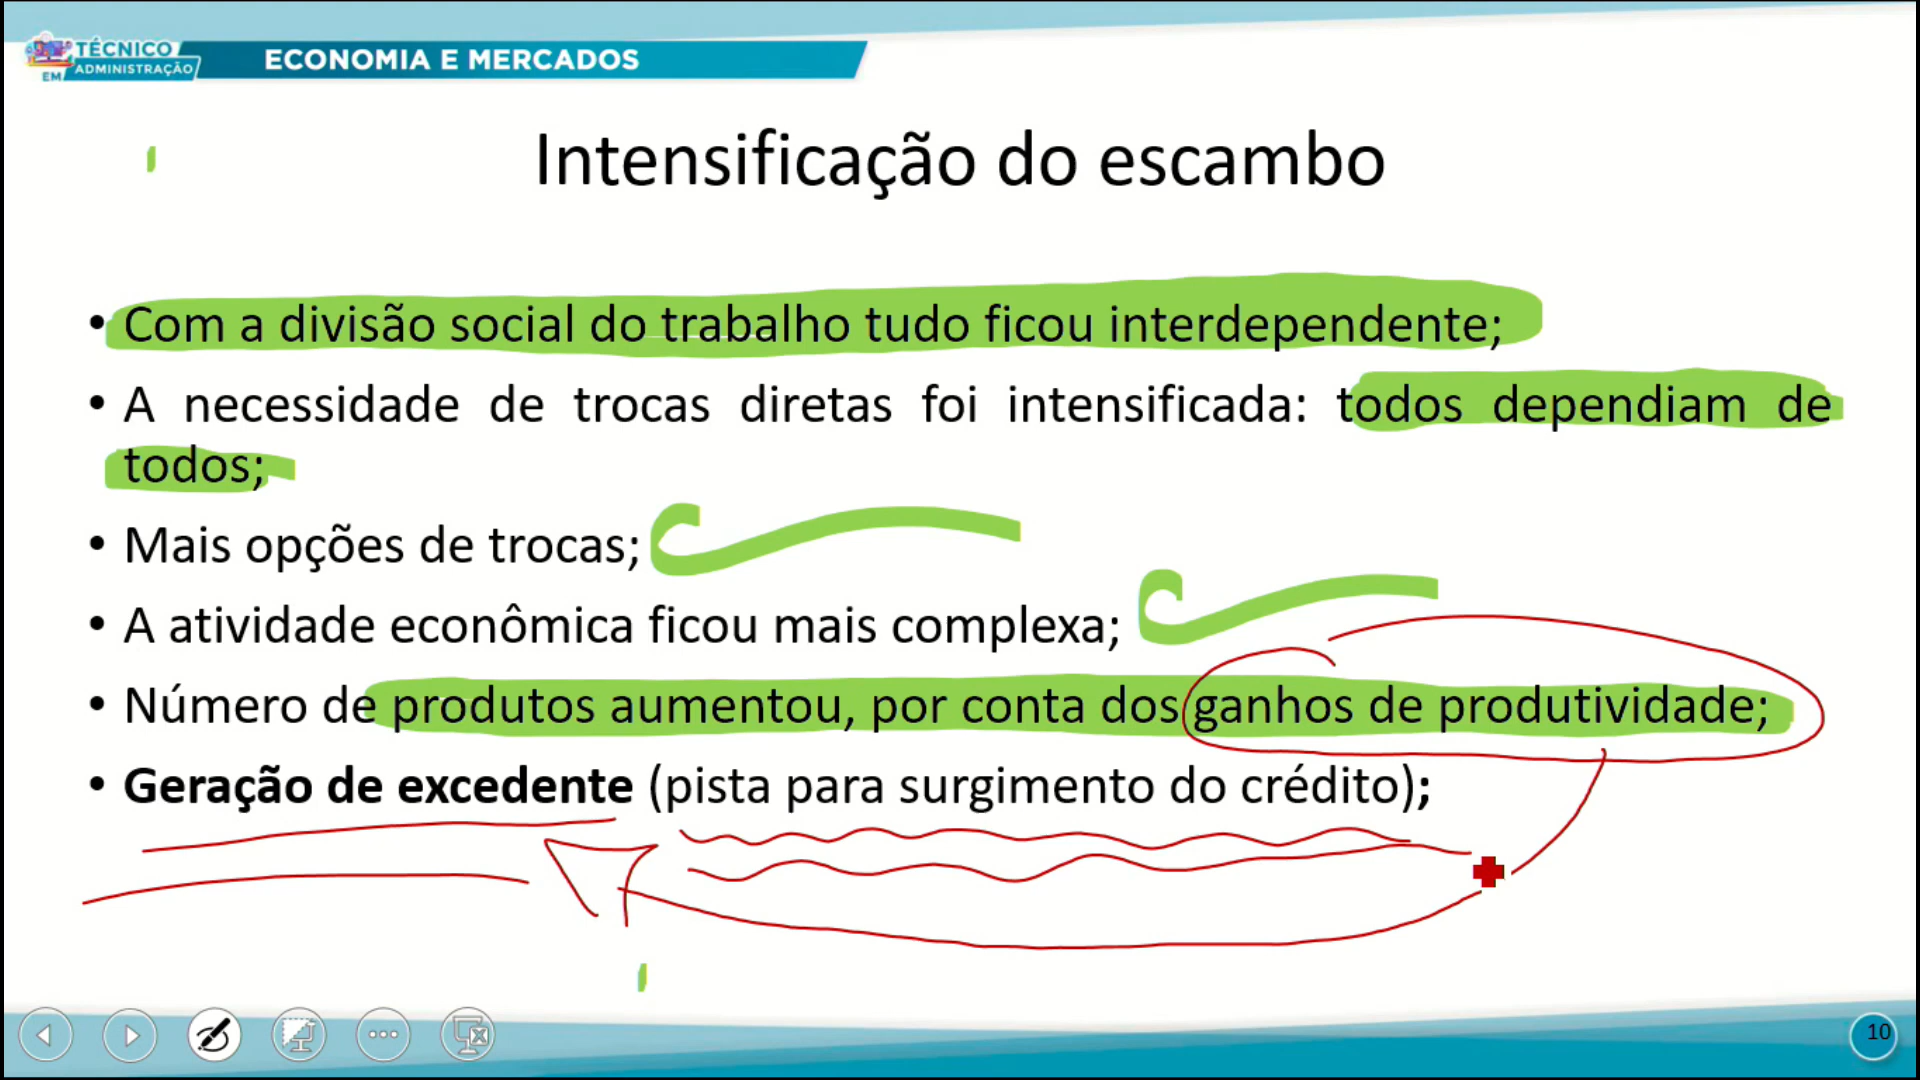 TÉCNICO
EM ADMINISTRAÇÃO
ECONOMIA E MERCADOS
Intensificação do escambo
• Com a divisão social do trabalho tudo ficou interdependente;
• A necessidade de trocas diretas foi intensificada: todos dependiam de
todos;
• Mais opções de trocas;
• A atividade econômica ficou mais complexa;
• Número de produtos aumentou, por conta dos ganhos de produtividade;
• Geração de excedente (pista para surgimento do crédito);
10